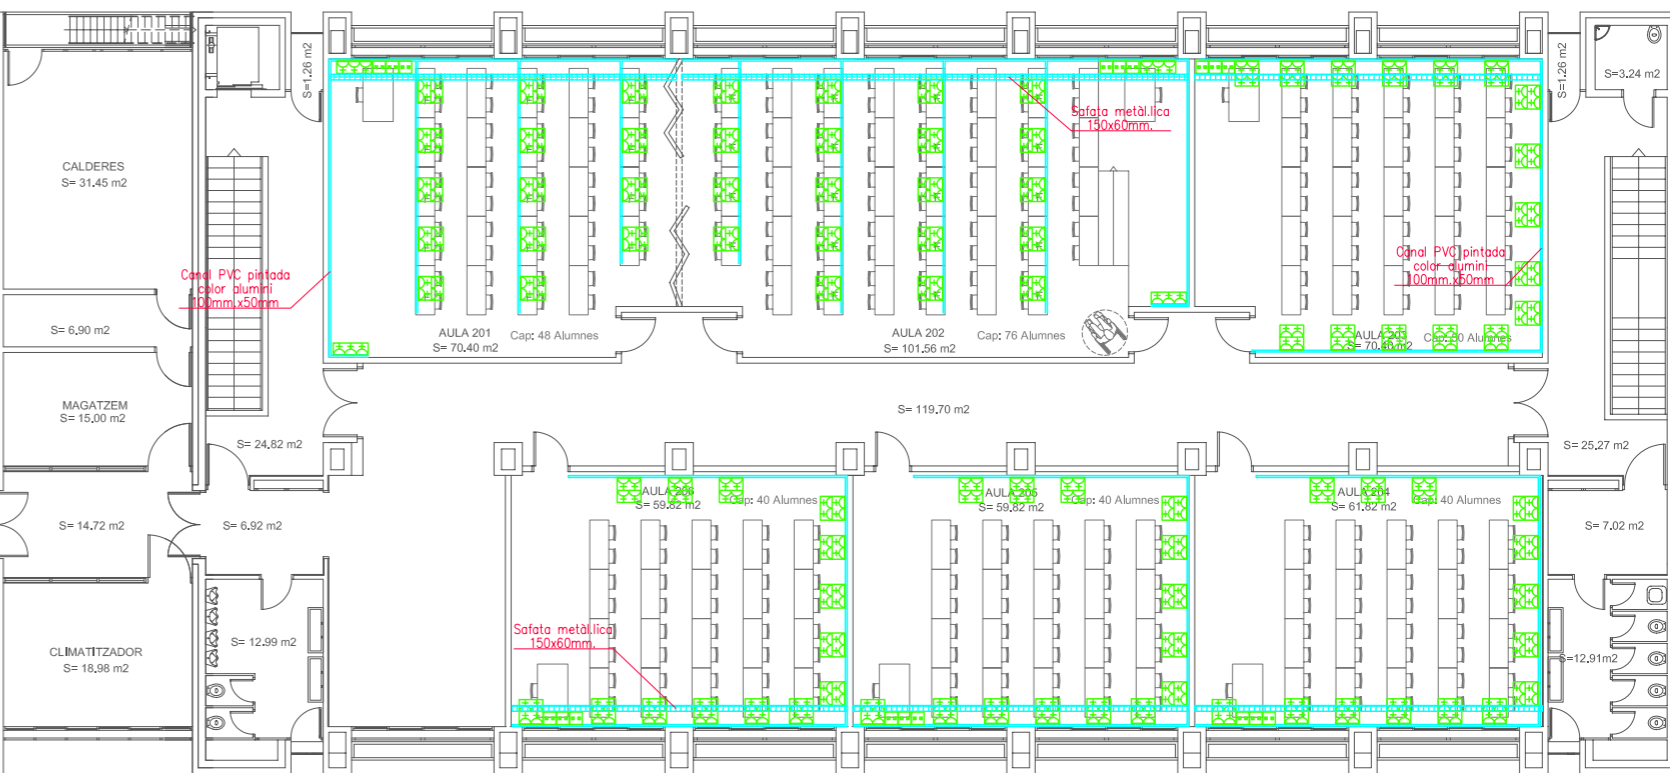 S=1.26 m2
S=1.26 m2
S=3.24 m2
Safata metàl.lica
150x60mm.
CALDERES
S= 31.45 m2
Canal PVC pintada
color alumini
100mm.x50mm
Canal PVC pintada
color alumini
100mm.x50mm
S= 6.90 m2
AULA 201
S= 70.40 m2
Cap: 48 Alumnes
AULA 202
S= 101.56 m2
Cap: 76 Alumnes
AULA 203
MAGATZEM
S= 15.00 m2
S= 119.70 m2
S= 24.82 m2
S= 25.27 m2
AULA 206
S= 59.82 m2
Cap: 40 Alumnes
AULA 205
S= 59.82 m2
Cap: 40 Alumnes
AULA 204
S= 61.82 m2
Cap: 40 Alumnes
S= 14.72 m2
S= 6.92 m2
S= 7.02 m2
Safata metàl.lica
150x60mm.
S= 12.99 m2
CLIMATITZADOR
S= 18.98 m2
S=12.91m2